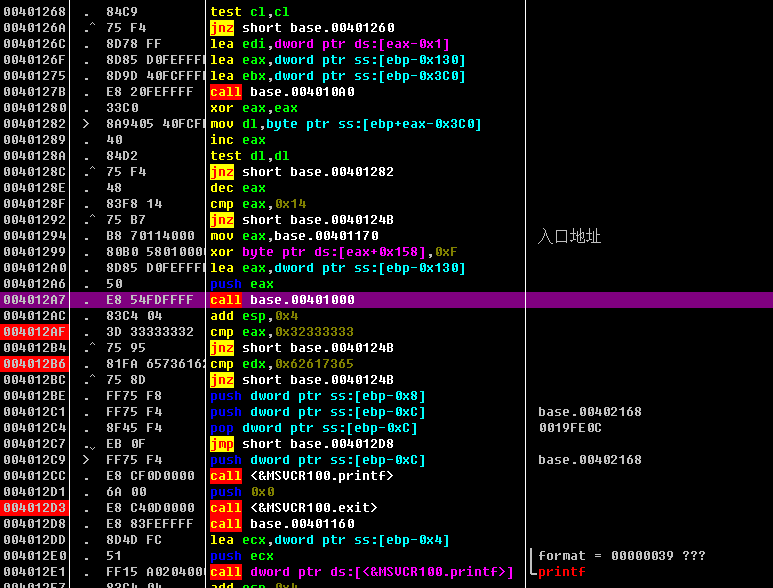 00401268 . 84C9 test cl,cl
0040126A .^ 75 F4 jnz short base.00401260
0040126C . 8D78 FF lea edi,dword ptr ds:[eax-0x1]
0040126F . 8D85 D0FEFFF lea eax,dword ptr ss:[ebp-0x130]
00401275 . 8D9D 40FCFFF lea ebx,dword ptr ss:[ebp-0x3C0]
0040127B . E8 20FEFFFF call base.004010A0
00401280 . 33C0 xor eax,eax
00401282 > 8A9405 40FCF mov dl,byte ptr ss:[ebp+eax-0x3C0]
00401289 . 40 inc eax
0040128A . 84D2 test dl,dl
0040128C .^ 75 F4 jnz short base.00401282
0040128E . 48 dec eax
0040128F . 83F8 14 cmp eax,0x14
00401292 .^ 75 B7 jnz short base.0040124B
00401294 . B8 70114000 mov eax,base.00401170 入口地址
00401299 . 80B0 5801000 xor byte ptr ds:[eax+0x158],0xF
004012A0 . 8D85 D0FEFFF lea eax,dword ptr ss:[ebp-0x130]
004012A6 . 50 push eax
004012A7 . E8 54FDFFFF call base.00401000
004012AC . 83C4 04 add esp,0x4
004012AF . 3D 33333332 cmp eax,0x32333333
004012B4 .^ 75 95 jnz short base.0040124B
004012B6 . 81FA 65736162 cmp edx,0x62617365
004012BC .^ 75 8D jnz short base.0040124B
004012BE . FF75 F8 push dword ptr ss:[ebp-0x8]
004012C1 . FF75 F4 push dword ptr ss:[ebp-0xC] base.00402168
004012C4 . 8F45 F4 pop dword ptr ss:[ebp-0xC] 0019FE0C
004012C7 .⌄ EB 0F jmp short base.004012D8
004012C9 > FF75 F4 push dword ptr ss:[ebp-0xC] base.00402168
004012CC . E8 CF0D0000 call <&MSVCR100.printf>
004012D1 . 6A 00 push 0x0
004012D3 . E8 C40D0000 call <&MSVCR100.exit>
004012D8 . E8 83FEFFFF call base.00401160
004012DD . 8D4D FC lea ecx,dword ptr ss:[ebp-0x4]
004012E0 . 51 push ecx format = 00000039 ???
004012E1 . FF15 A0204000 call dword ptr ds:[<&MSVCR100.printf>] printf